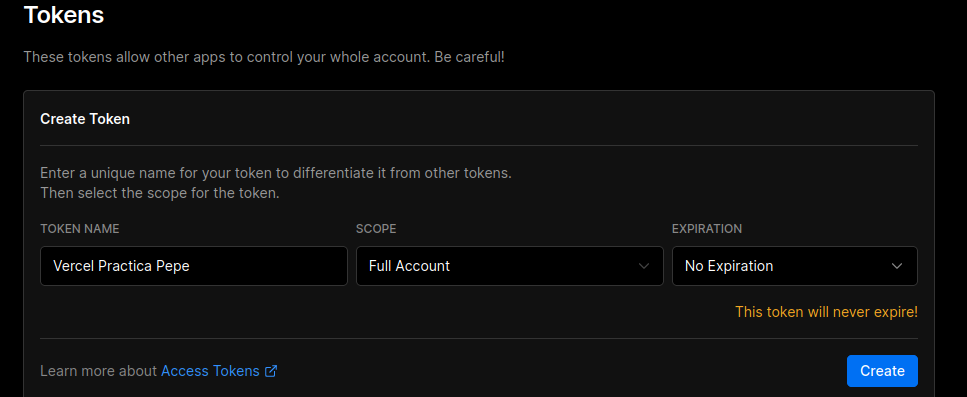 Tokens
These tokens allow other apps to control your whole account. Be careful!
Create Token
Enter a unique name for your token to differentiate it from other tokens.
Then select the scope for the token.
TOKEN NAME
SCOPE
EXPIRATION
Vercel Practica Pepe
Full Account
No Expiration
This token will never expire!
Learn more about Access Tokens
Create